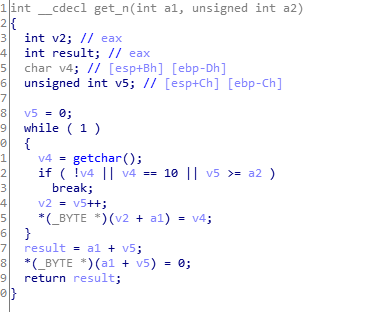 1 int __cdecl get_n(int a1, unsigned int a2)
2 {
3 int v2; // eax
4 int result; // eax
5 char v4; // [esp+Bh] [ebp-Dh]
6 unsigned int v5; // [esp+Ch] [ebp-Ch]
7
8 v5 = 0;
9 while ( 1 )
0 {
1 v4 = getchar();
2 if ( !v4 || v4 == 10 || v5 >= a2 )
3 break;
4 v2 = v5++;
5 *(_BYTE *)(v2 + a1) = v4;
6 }
7 result = a1 + v5;
8 *(_BYTE *)(a1 + v5) = 0;
9 return result;
0 }